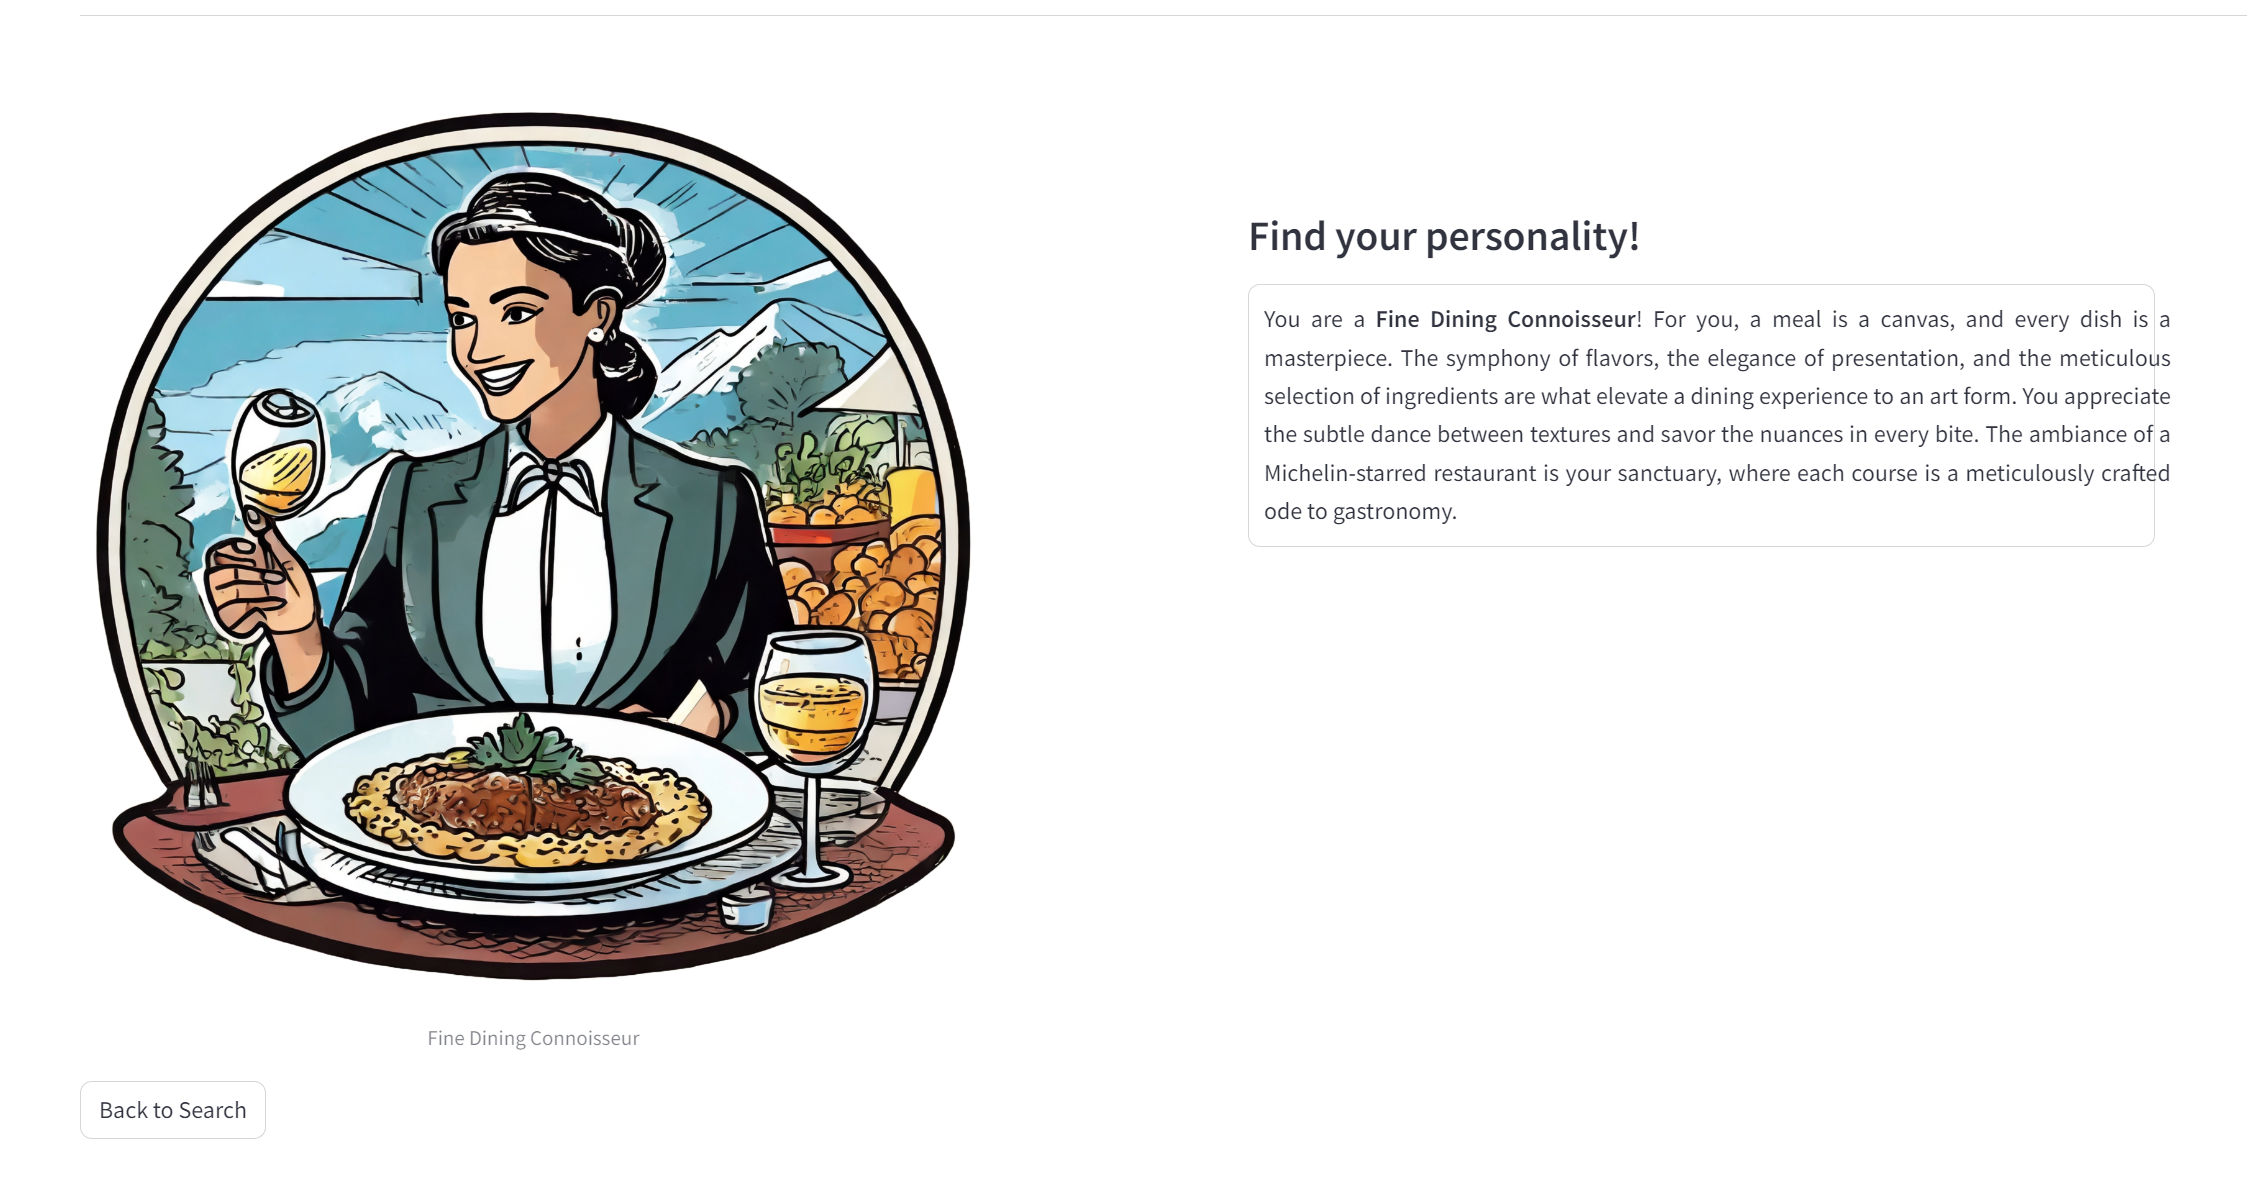 Find your personality!
You are a Fine Dining Connoisseur! For you, a meal is a canvas, and every dish is a
masterpiece. The symphony of flavors, the elegance of presentation, and the meticulous
selection of ingredients are what elevate a dining experience to an art form. You appreciate
the subtle dance between textures and savor the nuances in every bite. The ambiance of a
Michelin-starred restaurant is your sanctuary, where each course is a meticulously crafted
ode to gastronomy.
Fine Dining Connoisseur
Back to Search